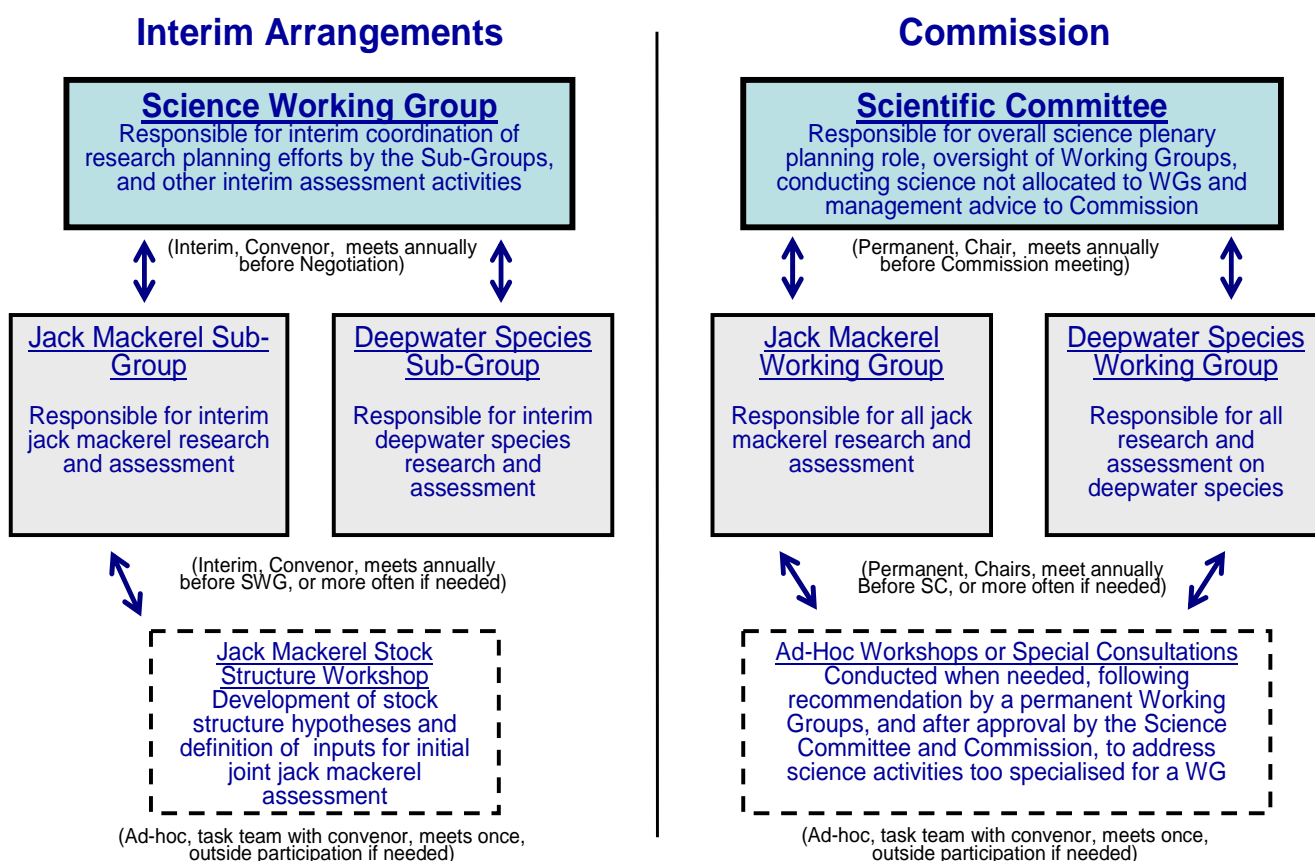 Interim Arrangements
Science Working Group
Responsible for interim coordination of
research planning efforts by the Sub-Groups,
and other interim assessment activities
(Interim, Convenor, meets annually
before Negotiation)
Jack Mackerel Sub-
Group
Responsible for interim
jack mackerel research
and assessment
Deepwater Species
Sub-Group
Responsible for interim
deepwater species
research and
assessment
(Interim, Convenor, meets annually
before SWG, or more often if needed)
Jack Mackerel Stock
Structure Workshop
Development of stock
structure hypotheses and
definition of inputs for initial
joint jack mackerel
assessment
(Ad-hoc, task team with convenor, meets once,
outside participation if needed)
Commission
Scientific Committee
Responsible for overall science plenary
planning role, oversight of Working Groups,
conducting science not allocated to WGs and
management advice to Commission
(Permanent, Chair, meets annually
before Commission meeting)
Jack Mackerel
Working Group
Responsible for all jack
mackerel research and
assessment
Deepwater Species
Working Group
Responsible for all
research and
assessment on
deepwater species
(Permanent, Chairs, meet annually
Before SC, or more often if needed)
Ad-Hoc Workshops or Special Consultations
Conducted when needed, following
recommendation by a permanent Working
Groups, and after approval by the Science
Committee and Commission, to address
science activities too specialised for a WG
(Ad-hoc, task team with convenor, meets once,
outside participation if needed)